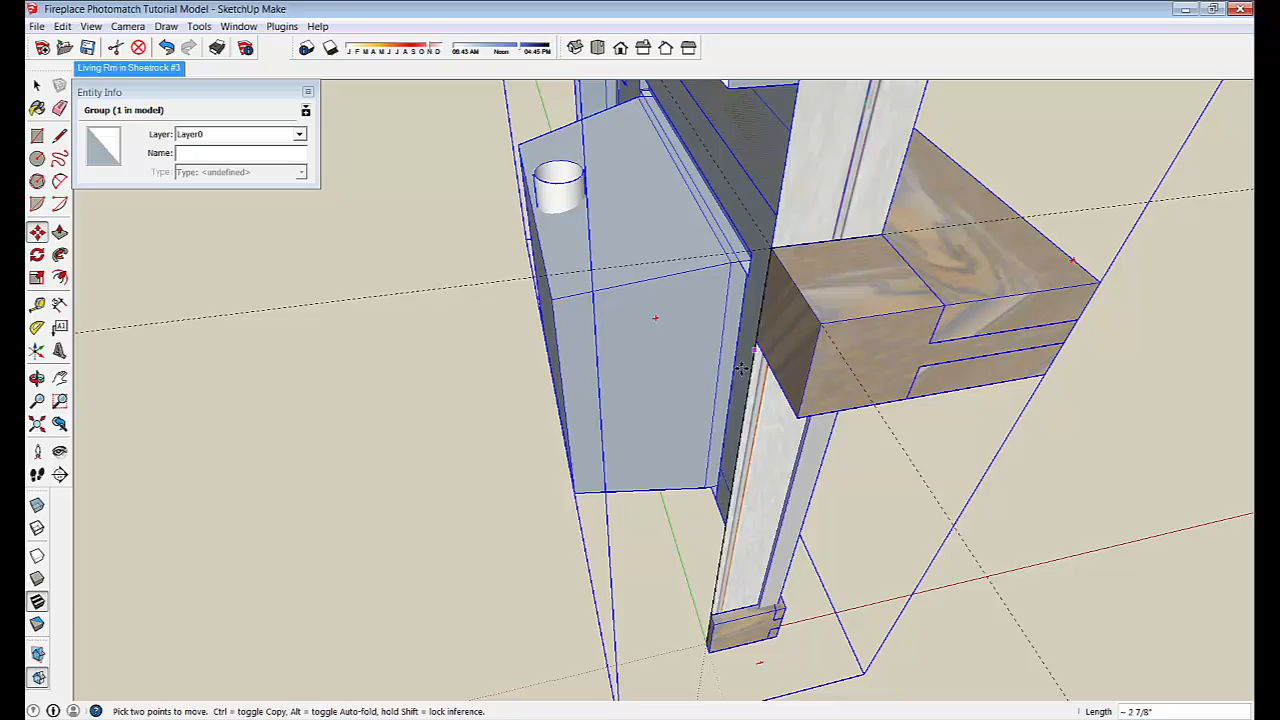 Fireplace Photomatch Tutorial Model - SketchUp Make
File Edit View Camera Draw Tools Window Plugins Help
J F M A M J J A S O N D
06:43 AM Noon 04:45 PM
Living Rm in Sheetrock #3
Entity Info
Group (1 in model)
Layer: Layer0
Name:
Type: Type: <undefined>
Pick two points to move. Ctrl = toggle Copy, Alt = toggle Auto-fold, hold Shift = lock inference.
Length ~ 2 7/8"